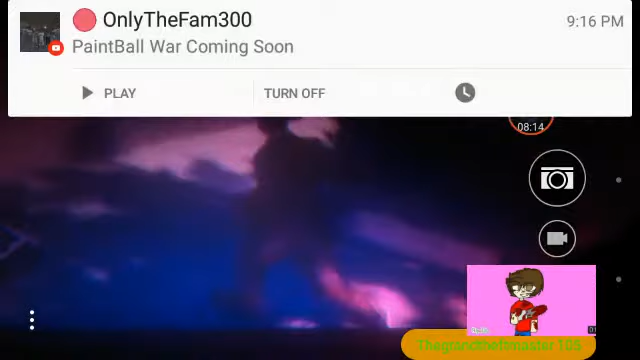 OnlyTheFam300
9:16 PM
PaintBall War Coming Soon
PLAY
TURN OFF
08:14
Thegrandtheftmaster 105